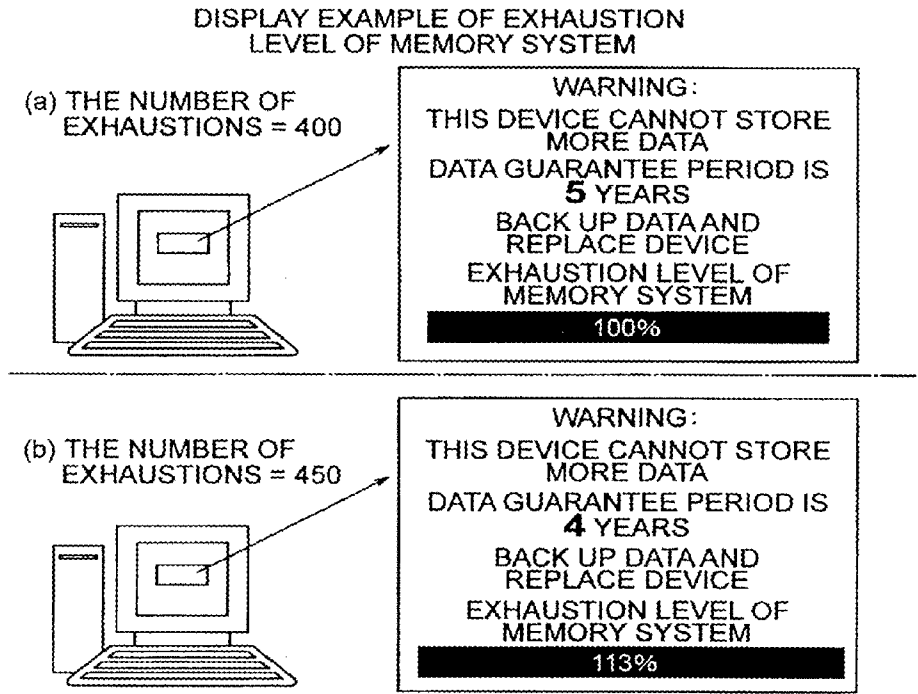 DISPLAY EXAMPLE OF EXHAUSTION
LEVEL OF MEMORY SYSTEM
(a) THE NUMBER OF
EXHAUSTIONS = 400
WARNING:
THIS DEVICE CANNOT STORE
MORE DATA
DATA GUARANTEE PERIOD IS
5 YEARS
BACK UP DATA AND
REPLACE DEVICE
EXHAUSTION LEVEL OF
MEMORY SYSTEM
100%
(b) THE NUMBER OF
EXHAUSTIONS = 450
WARNING:
THIS DEVICE CANNOT STORE
MORE DATA
DATA GUARANTEE PERIOD IS
4 YEARS
BACK UP DATA AND
REPLACE DEVICE
EXHAUSTION LEVEL OF
MEMORY SYSTEM
113%